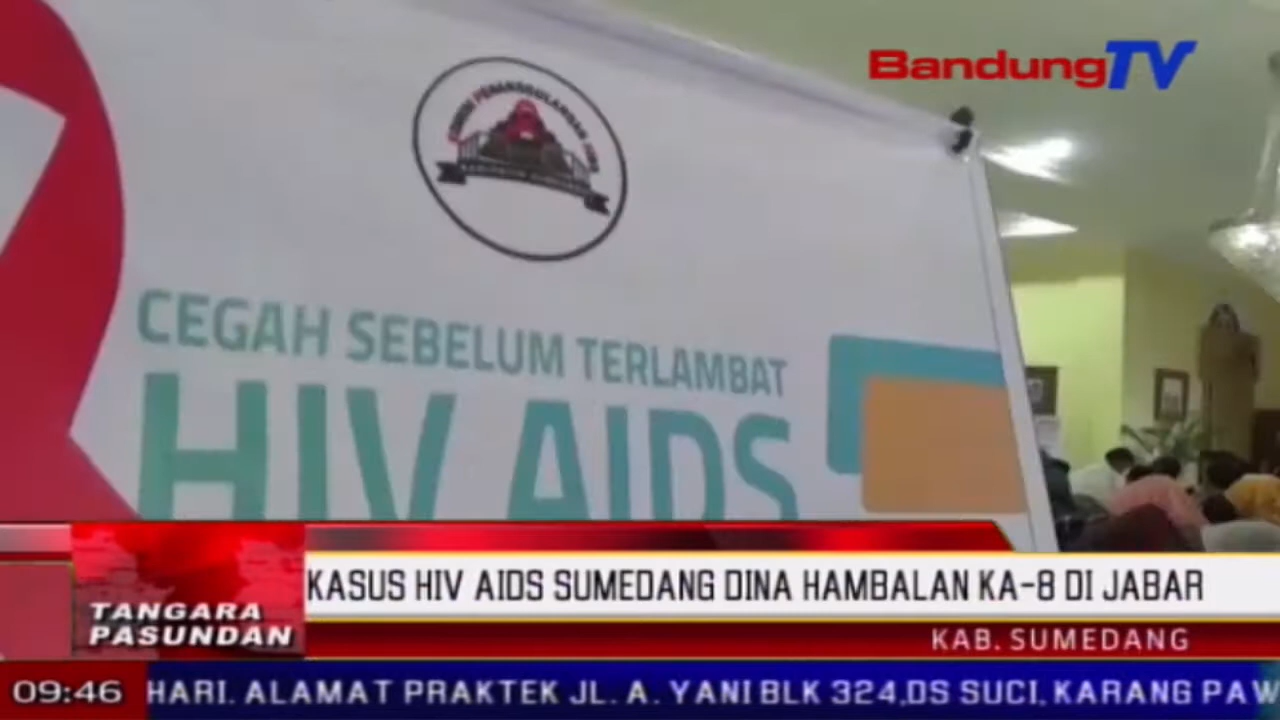 BandungTV
CEGAH SEBELUM TERLAMBAT
HIV AIDS
KASUS HIV AIDS SUMEDANG DINA HAMBALAN KA-8 DI JABAR
TANGARA
PASUNDAN
KAB. SUMEDANG
09:46
HARI. ALAMAT PRAKTEK JL. A. YANI BLK 324,DS SUCI, KARANG PAW